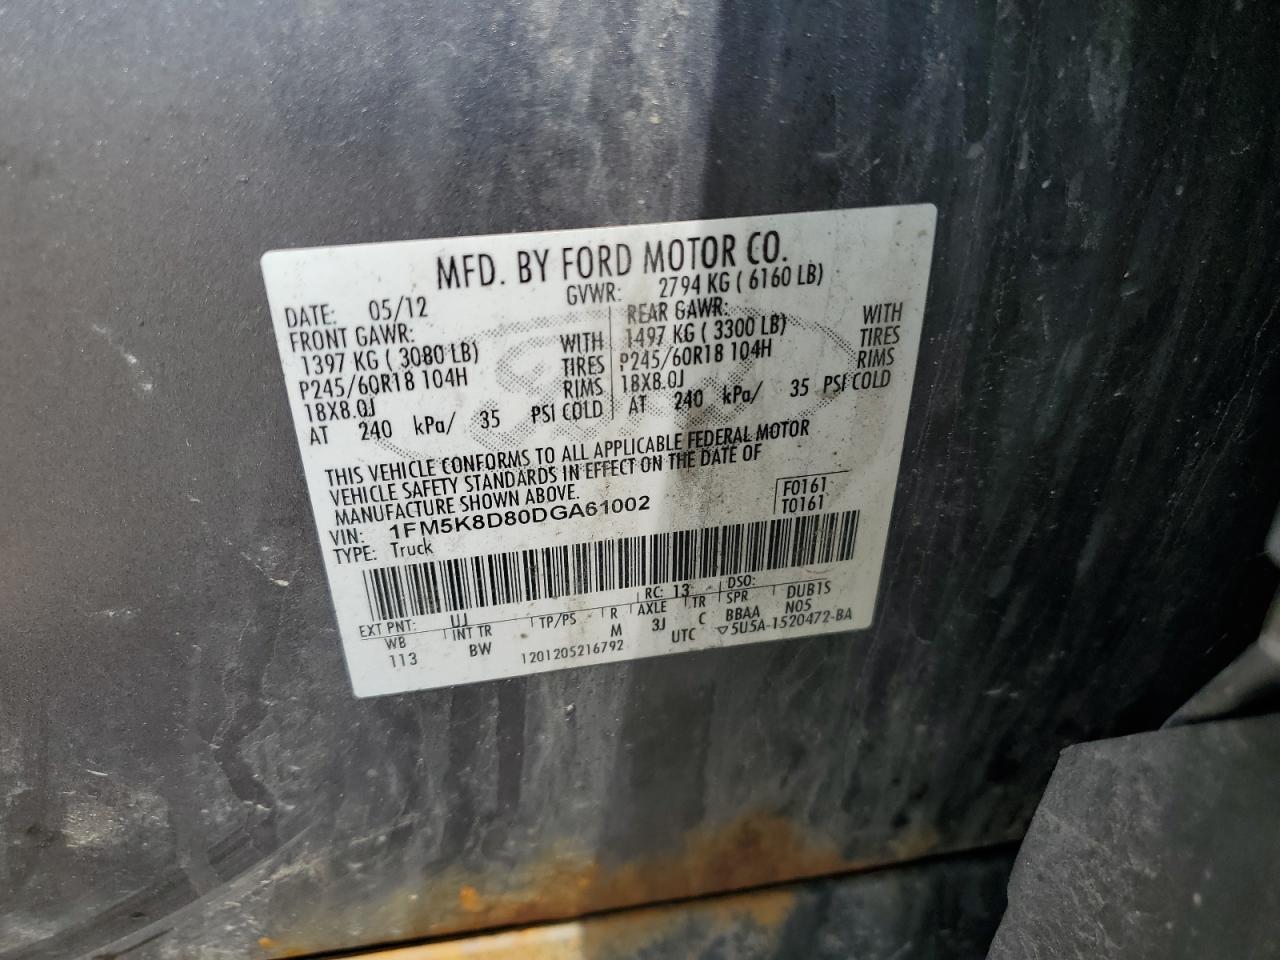 MFD. BY FORD MOTOR CO.
DATE: 05/12 GVWR: 2794 KG ( 6160 LB)
FRONT GAWR: REAR GAWR:
1397 KG ( 3080 LB) WITH 1497 KG ( 3300 LB) WITH
P245/60R18 104H TIRES P245/60R18 104H TIRES
18X8.0J RIMS 18X8.0J RIMS
AT 240 kPa/ 35 PSI COLD AT 240 kPa/ 35 PSI COLD
THIS VEHICLE CONFORMS TO ALL APPLICABLE FEDERAL MOTOR
VEHICLE SAFETY STANDARDS IN EFFECT ON THE DATE OF
MANUFACTURE SHOWN ABOVE.
VIN: 1FM5K8D80DGA61002 F0161
TYPE: Truck T0161
EXT PNT: UJ RC: 13 DSO:
WB INT TR TP/PS R AXLE TR SPR DUB1S
113 BW M 3J C BBAA N05
1201205216792 UTC ▽5U5A-1520472-BA